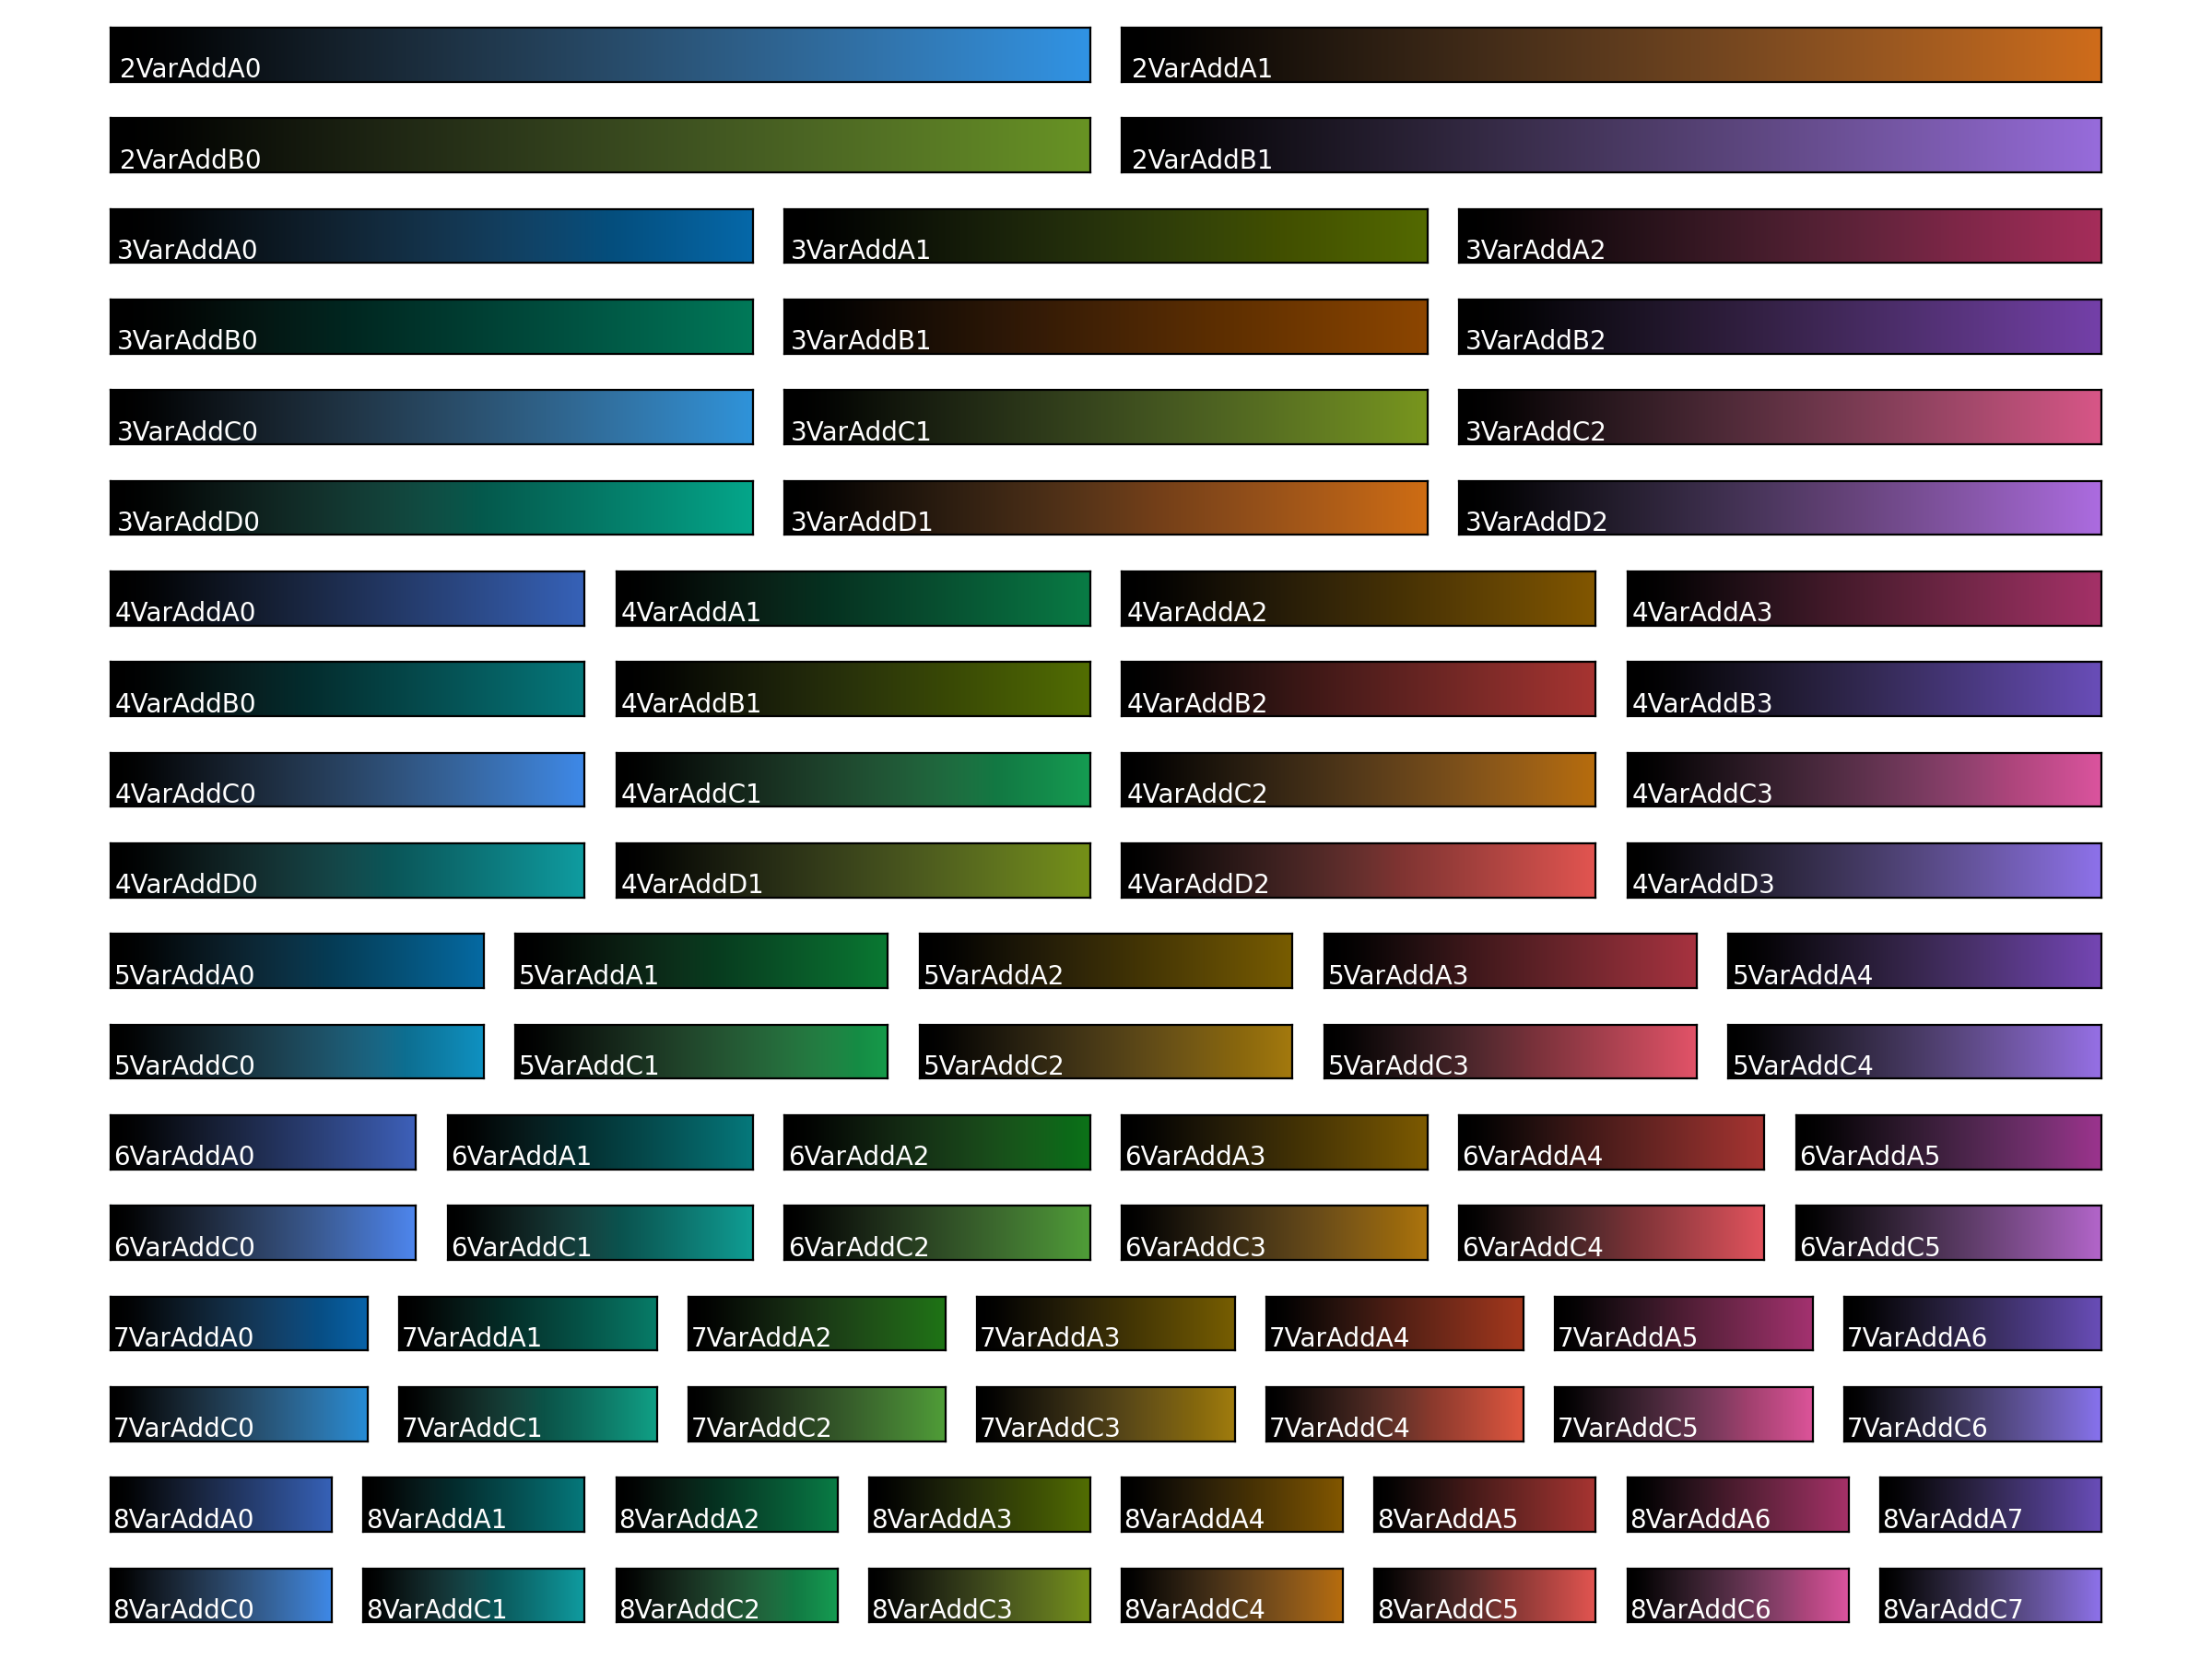 2VarAddA0 2VarAddA1
2VarAddB0 2VarAddB1
3VarAddA0 3VarAddA1 3VarAddA2
3VarAddB0 3VarAddB1 3VarAddB2
3VarAddC0 3VarAddC1 3VarAddC2
3VarAddD0 3VarAddD1 3VarAddD2
4VarAddA0 4VarAddA1 4VarAddA2 4VarAddA3
4VarAddB0 4VarAddB1 4VarAddB2 4VarAddB3
4VarAddC0 4VarAddC1 4VarAddC2 4VarAddC3
4VarAddD0 4VarAddD1 4VarAddD2 4VarAddD3
5VarAddA0 5VarAddA1 5VarAddA2 5VarAddA3 5VarAddA4
5VarAddC0 5VarAddC1 5VarAddC2 5VarAddC3 5VarAddC4
6VarAddA0 6VarAddA1 6VarAddA2 6VarAddA3 6VarAddA4 6VarAddA5
6VarAddC0 6VarAddC1 6VarAddC2 6VarAddC3 6VarAddC4 6VarAddC5
7VarAddA0 7VarAddA1 7VarAddA2 7VarAddA3 7VarAddA4 7VarAddA5 7VarAddA6
7VarAddC0 7VarAddC1 7VarAddC2 7VarAddC3 7VarAddC4 7VarAddC5 7VarAddC6
8VarAddA0 8VarAddA1 8VarAddA2 8VarAddA3 8VarAddA4 8VarAddA5 8VarAddA6 8VarAddA7
8VarAddC0 8VarAddC1 8VarAddC2 8VarAddC3 8VarAddC4 8VarAddC5 8VarAddC6 8VarAddC7